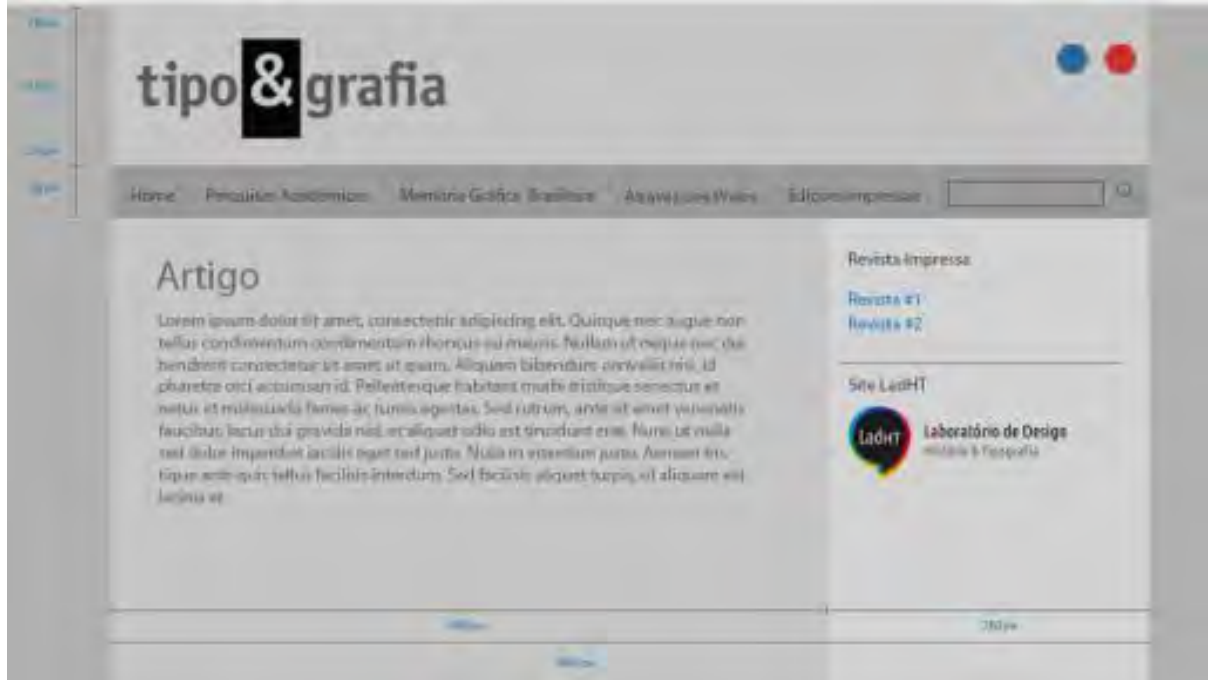 tipo & grafia
Home Pesquisas Acadêmicas Memória Gráfica Brasileira Edições impressas
Artigo
Lorem ipsum dolor sit amet, consectetur adipiscing elit. Quisque nec augue non
tellus condimentum condimentum rhoncus eu mauris. Nullam ut neque nec dui
hendrerit consectetur sit amet ut quam. Aliquam bibendum convallis nisi, id
pharetra orci accumsan id. Pellentesque habitant morbi tristique senectus et
netus et malesuada fames ac turpis egestas. Sed rutrum, ante sit amet venenatis
faucibus, lacus dui gravida nisl, et aliquet odio est tincidunt erat. Nunc ut nulla
sed dolor imperdiet iaculis eget sed justo. Nulla in interdum justo. Aenean tris-
tique ante quis tellus facilisis interdum. Sed facilisis aliquet turpis, sit aliquam est
lacinia et
Revista Impressa
Revista #1
Revista #2
Site LadHT
LadHT
Laboratório de Design
História & Tipografia